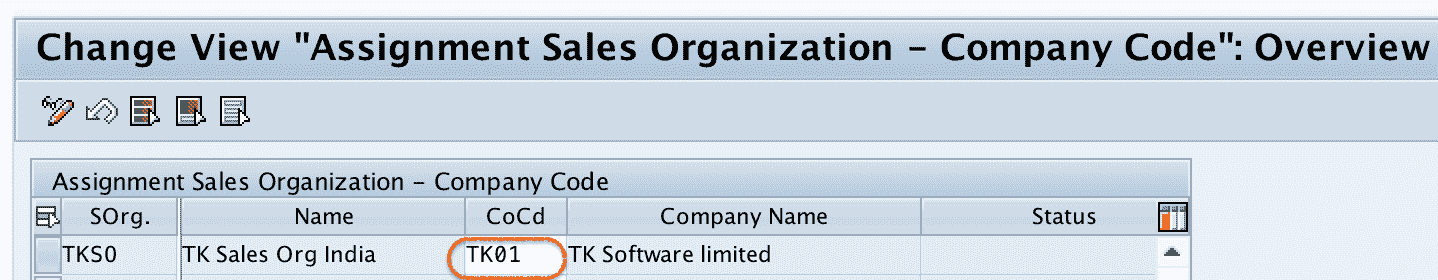 Change View "Assignment Sales Organization - Company Code": Overview
Assignment Sales Organization - Company Code
SOrg. Name CoCd Company Name Status
TKS0 TK Sales Org India TK01 TK Software limited